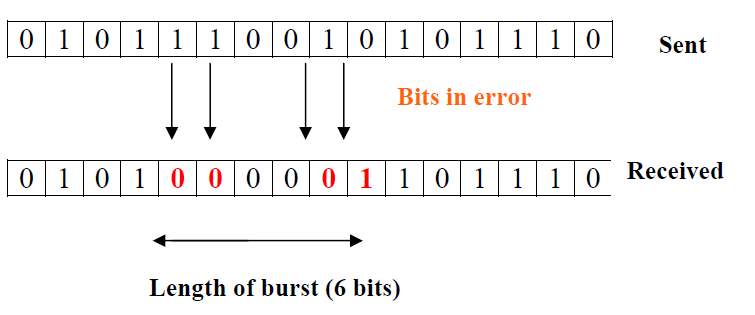 0 1 0 1 1 1 0 0 1 0 1 0 1 1 1 0 Sent
Bits in error
0 1 0 1 0 0 0 0 0 1 1 0 1 1 1 0 Received
Length of burst (6 bits)